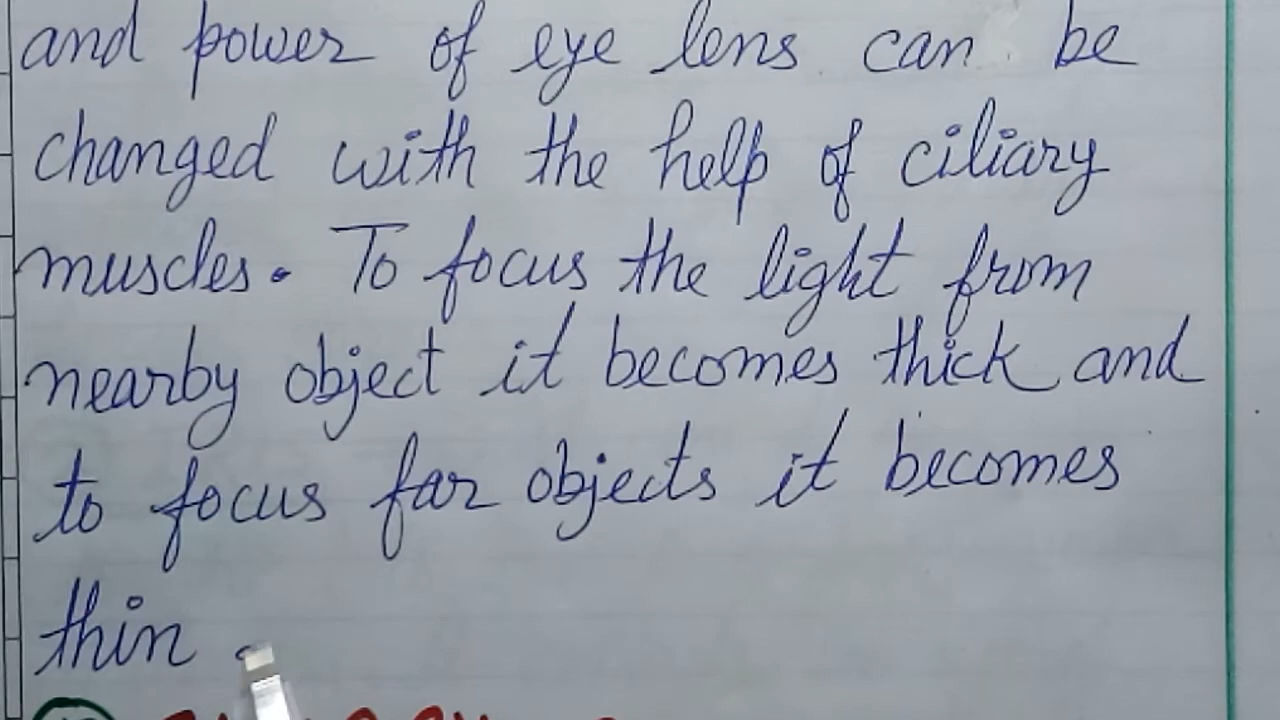 and power of eye lens can be
changed with the help of ciliary
muscles. To focus the light from
nearby object it becomes thick and
to focus far objects it becomes
thin.